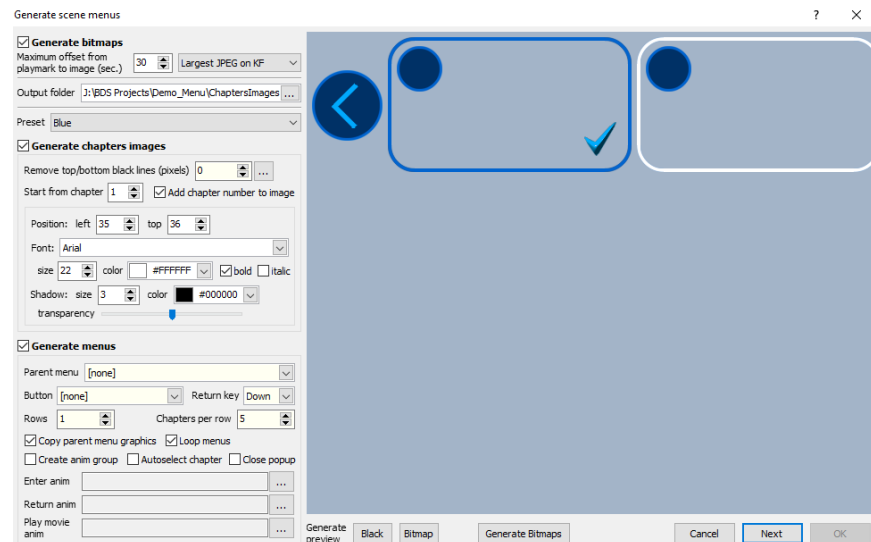 Generate scene menus
? ×
Generate bitmaps
Maximum offset from
playmark to image (sec.) 30 Largest JPEG on KF
Output folder J:\BDS Projects\Demo_Menu\ChaptersImages ...
Preset Blue
Generate chapters images
Remove top/bottom black lines (pixels) 0 ...
Start from chapter 1 Add chapter number to image
Position: left 35 top 36
Font: Arial
size 22 color #FFFFFF bold italic
Shadow: size 3 color #000000
transparency
Generate menus
Parent menu [none]
Button [none] Return key Down
Rows 1 Chapters per row 5
Copy parent menu graphics Loop menus
Create anim group Autoselect chapter Close popup
Enter anim ...
Return anim ...
Play movie
anim ...
Generate
preview Black Bitmap Generate Bitmaps Cancel Next OK